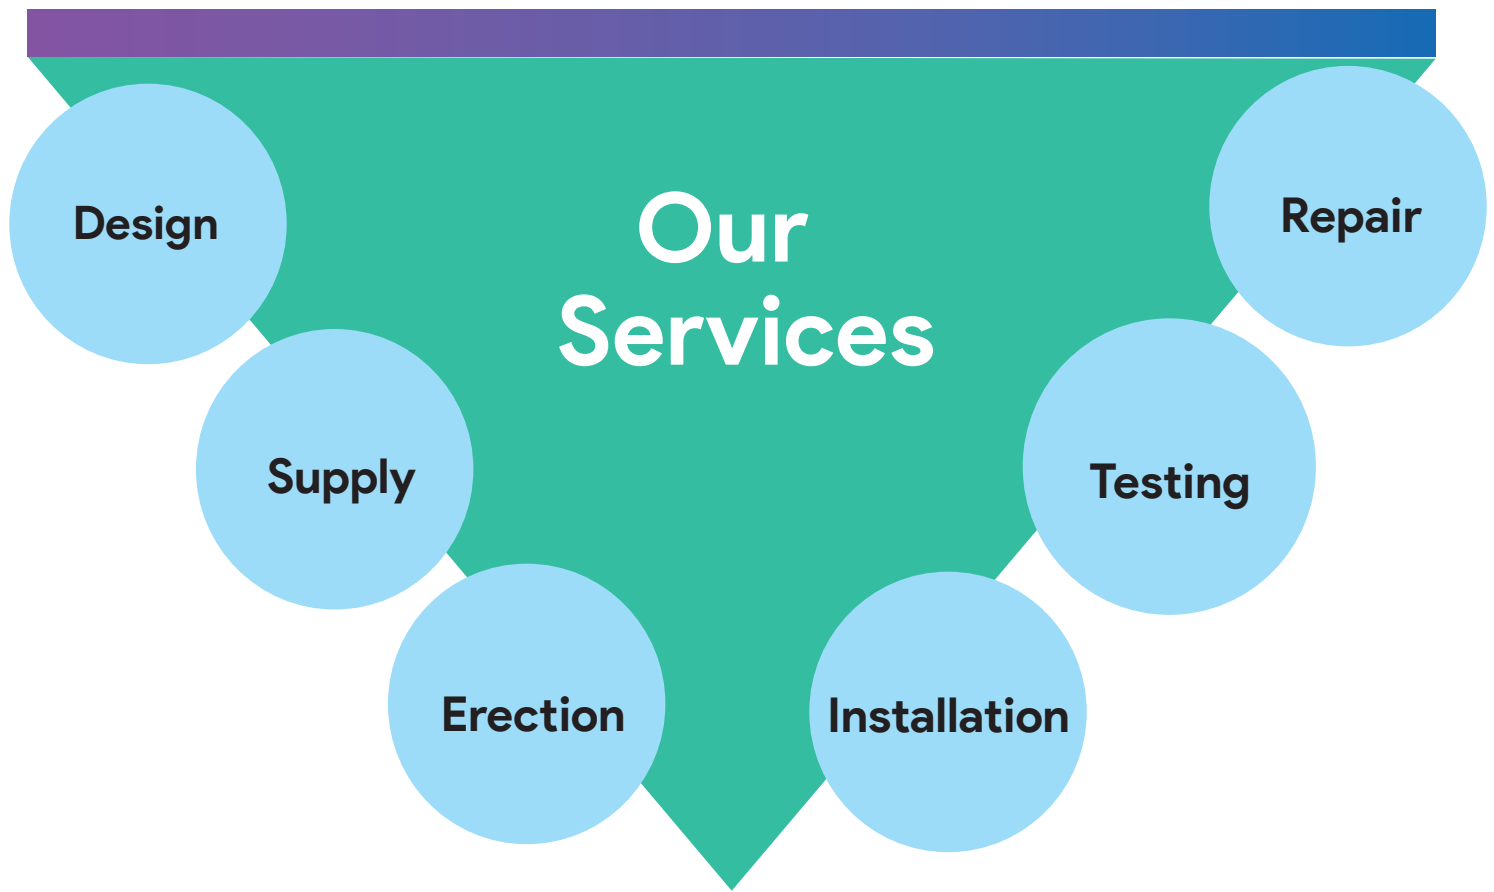 Our
Services
Design
Supply
Erection
Installation
Testing
Repair